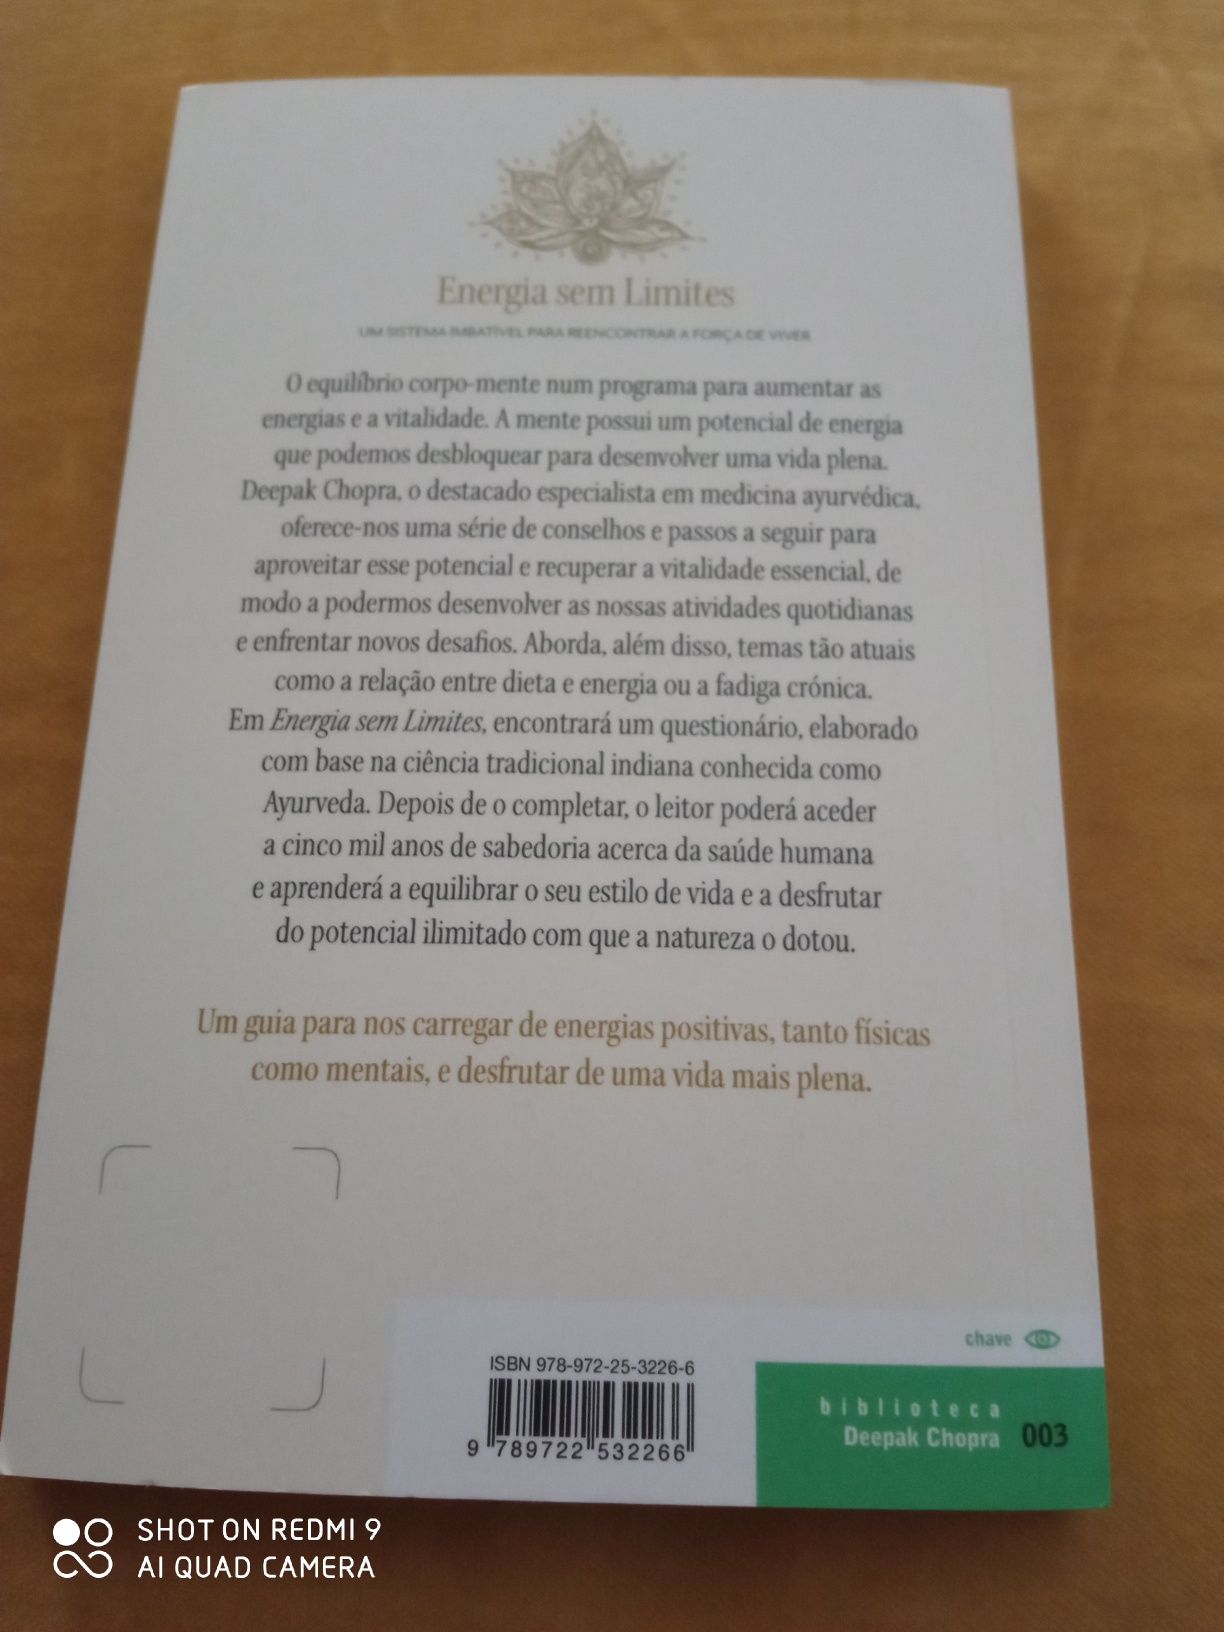 Energia sem Limites
UM SISTEMA IMBATÍVEL PARA REENCONTRAR A FORÇA DE VIVER
O equilíbrio corpo-mente num programa para aumentar as
energias e a vitalidade. A mente possui um potencial de energia
que podemos desbloquear para desenvolver uma vida plena.
Deepak Chopra, o destacado especialista em medicina ayurvédica,
oferece-nos uma série de conselhos e passos a seguir para
aproveitar esse potencial e recuperar a vitalidade essencial, de
modo a podermos desenvolver as nossas atividades quotidianas
e enfrentar novos desafios. Aborda, além disso, temas tão atuais
como a relação entre dieta e energia ou a fadiga crónica.
Em Energia sem Limites, encontrará um questionário, elaborado
com base na ciência tradicional indiana conhecida como
Ayurveda. Depois de o completar, o leitor poderá aceder
a cinco mil anos de sabedoria acerca da saúde humana
e aprenderá a equilibrar o seu estilo de vida e a desfrutar
do potencial ilimitado com que a natureza o dotou.
Um guia para nos carregar de energias positivas, tanto físicas
como mentais, e desfrutar de uma vida mais plena.
chave
ISBN 978-972-25-3226-6
9 789722 532266
biblioteca
Deepak Chopra 003
SHOT ON REDMI 9
AI QUAD CAMERA